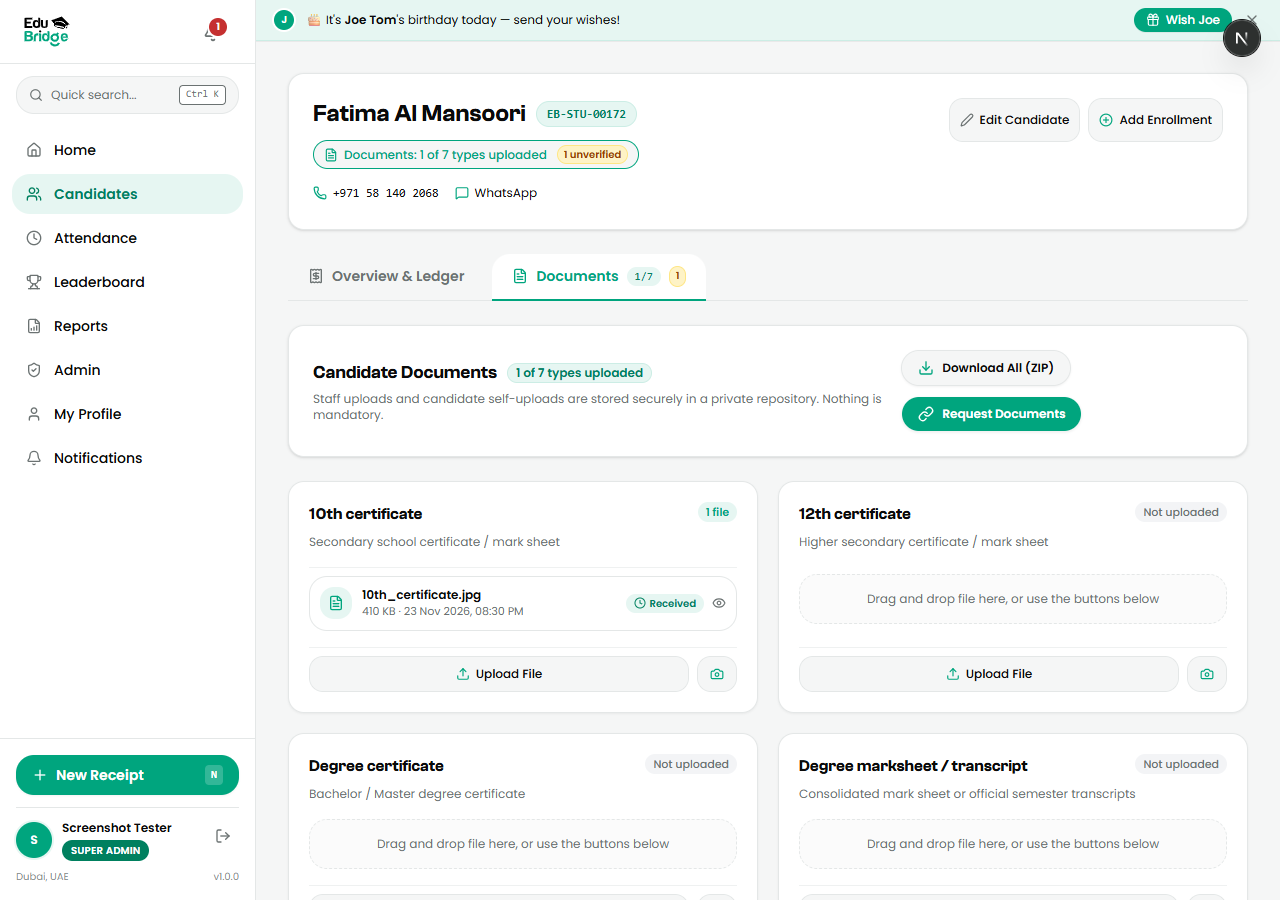 Edu
Bridge
1
Quick search...
Ctrl K
Home
Candidates
Attendance
Leaderboard
Reports
Admin
My Profile
Notifications
New Receipt
N
S
Screenshot Tester
SUPER ADMIN
Dubai, UAE
v1.0.0
J
🎂 It's Joe Tom's birthday today — send your wishes!
Wish Joe
N
Fatima Al Mansoori
EB-STU-00172
Edit Candidate
Add Enrollment
Documents: 1 of 7 types uploaded
1 unverified
+971 58 140 2068
WhatsApp
Overview & Ledger
Documents
1/7
1
Candidate Documents
1 of 7 types uploaded
Staff uploads and candidate self-uploads are stored securely in a private repository. Nothing is
mandatory.
Download All (ZIP)
Request Documents
10th certificate
1 file
Secondary school certificate / mark sheet
10th_certificate.jpg
410 KB · 23 Nov 2026, 08:30 PM
Received
Upload File
12th certificate
Not uploaded
Higher secondary certificate / mark sheet
Drag and drop file here, or use the buttons below
Upload File
Degree certificate
Not uploaded
Bachelor / Master degree certificate
Drag and drop file here, or use the buttons below
Degree marksheet / transcript
Not uploaded
Consolidated mark sheet or official semester transcripts
Drag and drop file here, or use the buttons below